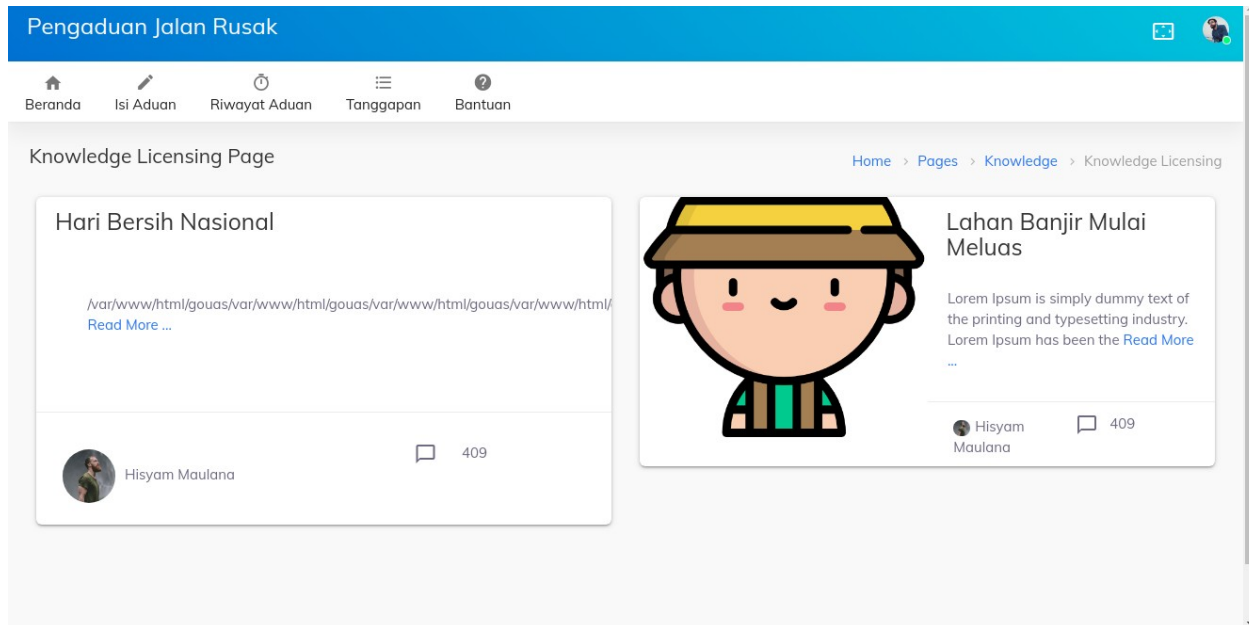 Pengaduan Jalan Rusak
Beranda
Isi Aduan
Riwayat Aduan
Tanggapan
Bantuan
Knowledge Licensing Page
Home › Pages › Knowledge › Knowledge Licensing
Hari Bersih Nasional
/var/www/html/gouas/var/www/html/gouas/var/www/html/gouas/var/www/html/
Read More ...
Hisyam Maulana
409
Lahan Banjir Mulai
Meluas
Lorem Ipsum is simply dummy text of
the printing and typesetting industry.
Lorem Ipsum has been the Read More
...
Hisyam
Maulana
409